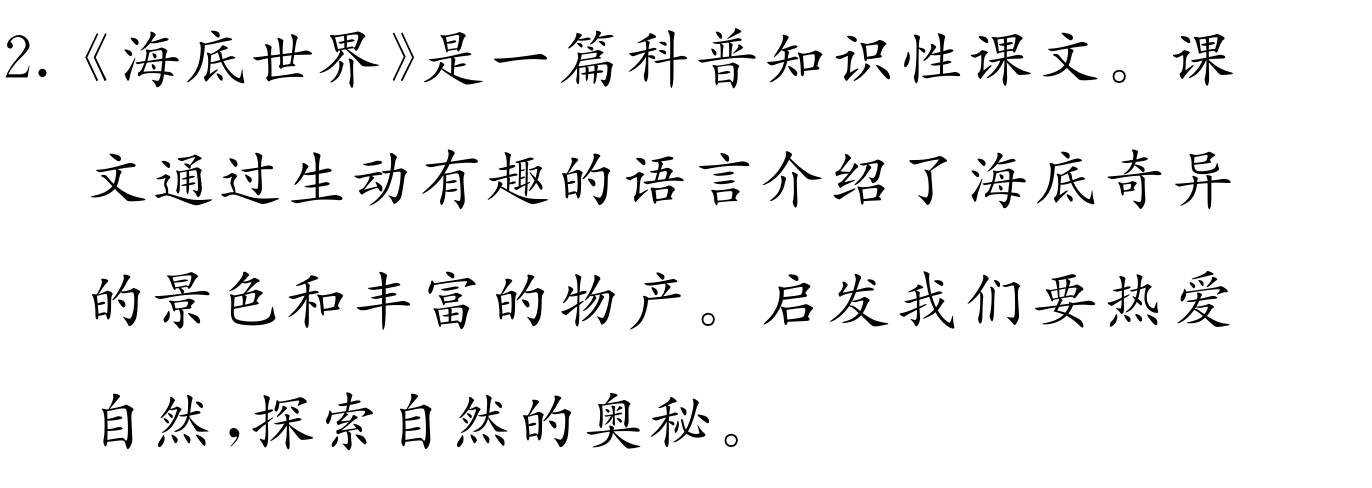 2.《海底世界》是一篇科普知识性课文。课
文通过生动有趣的语言介绍了海底奇异
的景色和丰富的物产。启发我们要热爱
自然,探索自然的奥秘。